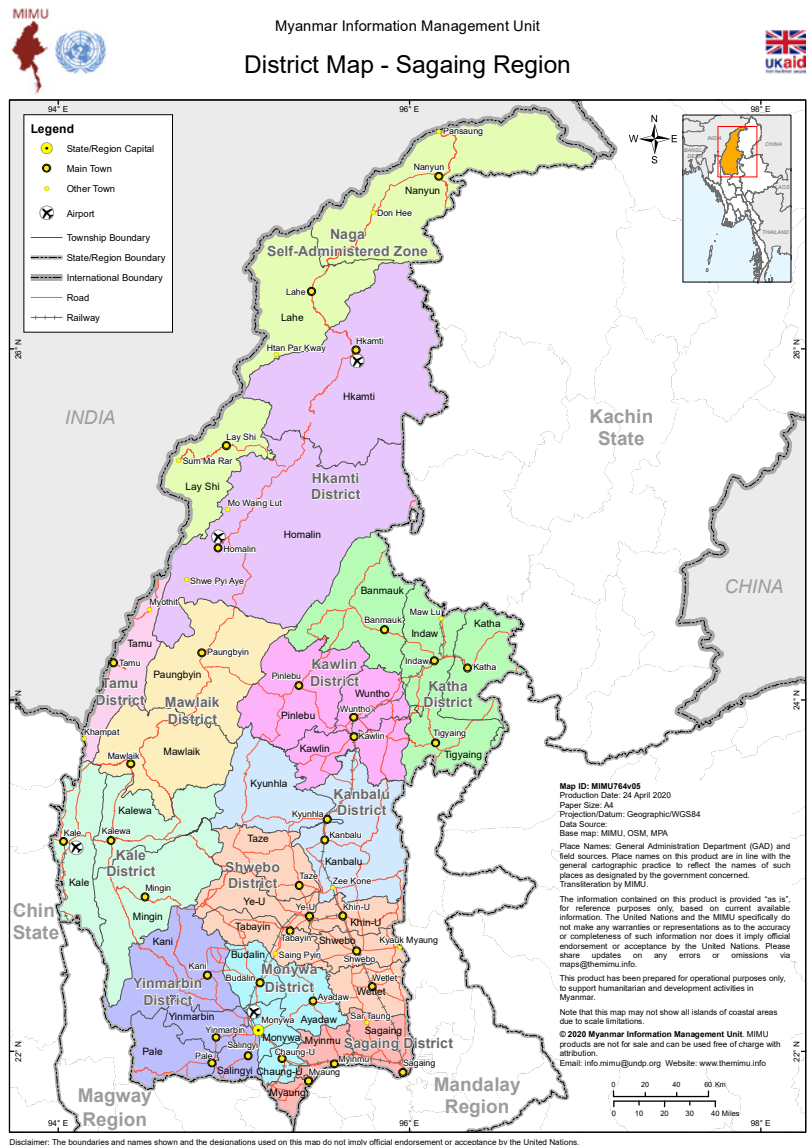 MIMU
Myanmar Information Management Unit
District Map - Sagaing Region
UKaid
from the British people
94° E
96° E
98° E
Legend
State/Region Capital
Main Town
Other Town
Airport
Township Boundary
State/Region Boundary
International Boundary
Road
Railway
N
W
E
S
INDIA
CHINA
LAOS
THAILAND
Pansaung
Nanyun
Nanyun
Don Hee
Naga
Self-Administered Zone
Lahe
Lahe
Htan Par Kway
Hkamti
26° N
26° N
Hkamti
INDIA
Kachin
State
Lay Shi
Sum Ma Rar
Lay Shi
Hkamti
District
Mo Waing Lut
Homalin
Homalin
Shwe Pyi Aye
CHINA
Myothit
Banmauk
Banmauk
Maw Lu
Katha
Indaw
Tamu
Tamu
Paungbyin
Paungbyin
Indaw
Katha
Kawlin
District
Pinlebu
Tamu
District
Katha
District
Wuntho
Mawlaik
District
Pinlebu
Wuntho
24° N
24° N
Khampat
Kawlin
Kawlin
Tigyaing
Tigyaing
Mawlaik
Mawlaik
Kyunhla
Kanbalu
District
Kalewa
Kyunhla
Kale
Kalewa
Taze
Kanbalu
Kanbalu
Kale
District
Shwebo
District
Taze
Zee Kone
Kale
Mingin
Mingin
Ye-U
Ye-U
Khin-U
Khin-U
Chin
State
Tabayin
Tabayin
Kani
Shwebo
Shwebo
Kyauk Myaung
Budalin
Saing Pyin
Kani
Monywa
District
Budalin
Wetlet
Wetlet
Yinmarbin
District
Ayadaw
Ayadaw
Yinmarbin
Monywa
Sar Taung
Sagaing
Yinmarbin
Monywa
Myinmu
Sagaing District
22° N
22° N
Pale
Salingyi
Chaung-U
Pale
Myinmu
Sagaing
Salingyi
Chaung-U
Myaung
Myaung
Magway
Region
Mandalay
Region
94° E
96° E
Map ID: MIMU764v05
Production Date: 24 April 2020
Paper Size: A4
Projection/Datum: Geographic/WGS84
Data Source:
Base map: MIMU, OSM, MPA
Place Names: General Administration Department (GAD) and
field sources. Place names on this product are in line with the
general cartographic practice to reflect the names of such
places as designated by the government concerned.
Transliteration by MIMU.
The information contained on this product is provided "as is",
for reference purposes only, based on current available
information. The United Nations and the MIMU specifically do
not make any warranties or representations as to the accuracy
or completeness of such information nor does it imply official
endorsement or acceptance by the United Nations. Please
share updates on any errors or omissions via
maps@themimu.info.
This product has been prepared for operational purposes only,
to support humanitarian and development activities in
Myanmar.
Note that this map may not show all islands of coastal areas
due to scale limitations.
© 2020 Myanmar Information Management Unit. MIMU
products are not for sale and can be used free of charge with
attribution.
Email: info.mimu@undp.org Website: www.themimu.info
0 20 40 60 Km
0 10 20 30 40 Miles
Disclaimer: The boundaries and names shown and the designations used on this map do not imply official endorsement or acceptance by the United Nations.